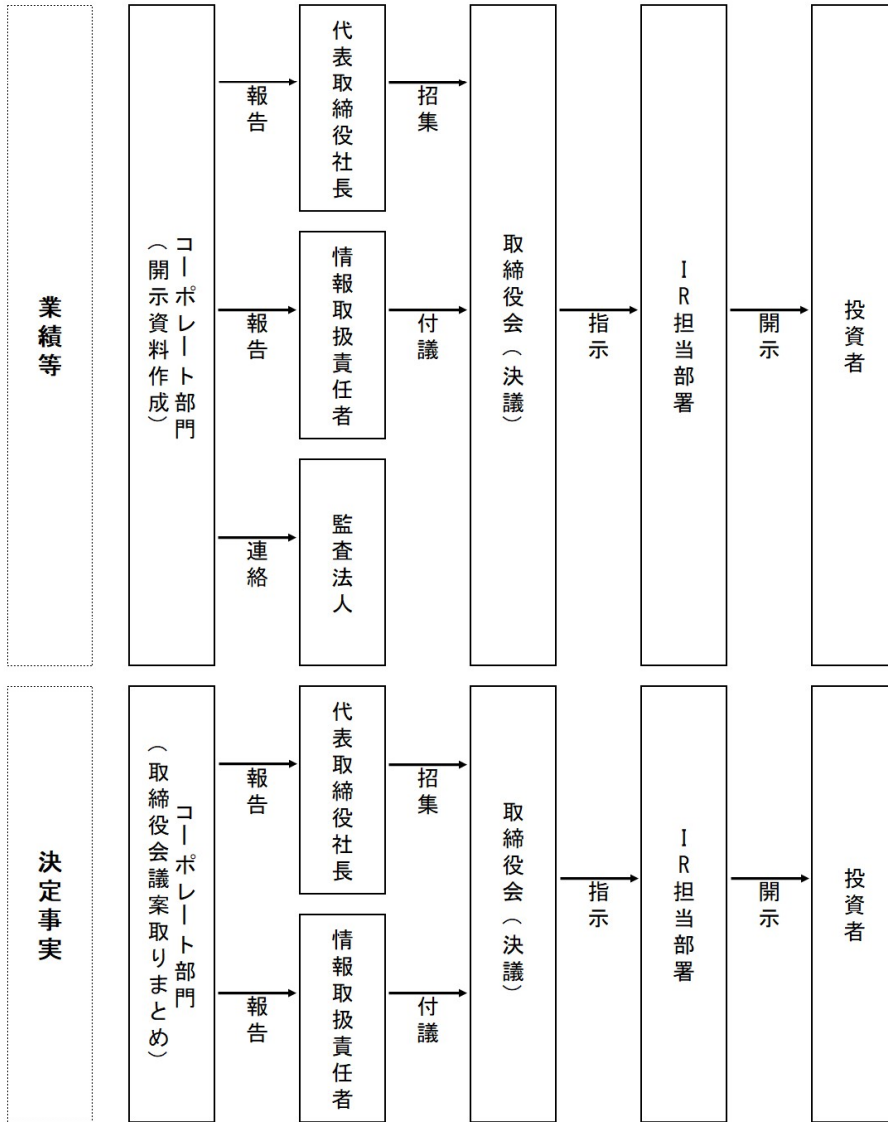 業績等
コーポレート部門
（開示資料作成）
報告
代表取締役社長
招集
報告
情報取扱責任者
付議
連絡
監査法人
取締役会（決議）
指示
ＩＲ担当部署
開示
投資者
決定事実
コーポレート部門
（取締役会議案取りまとめ）
報告
代表取締役社長
招集
報告
情報取扱責任者
付議
取締役会（決議）
指示
ＩＲ担当部署
開示
投資者